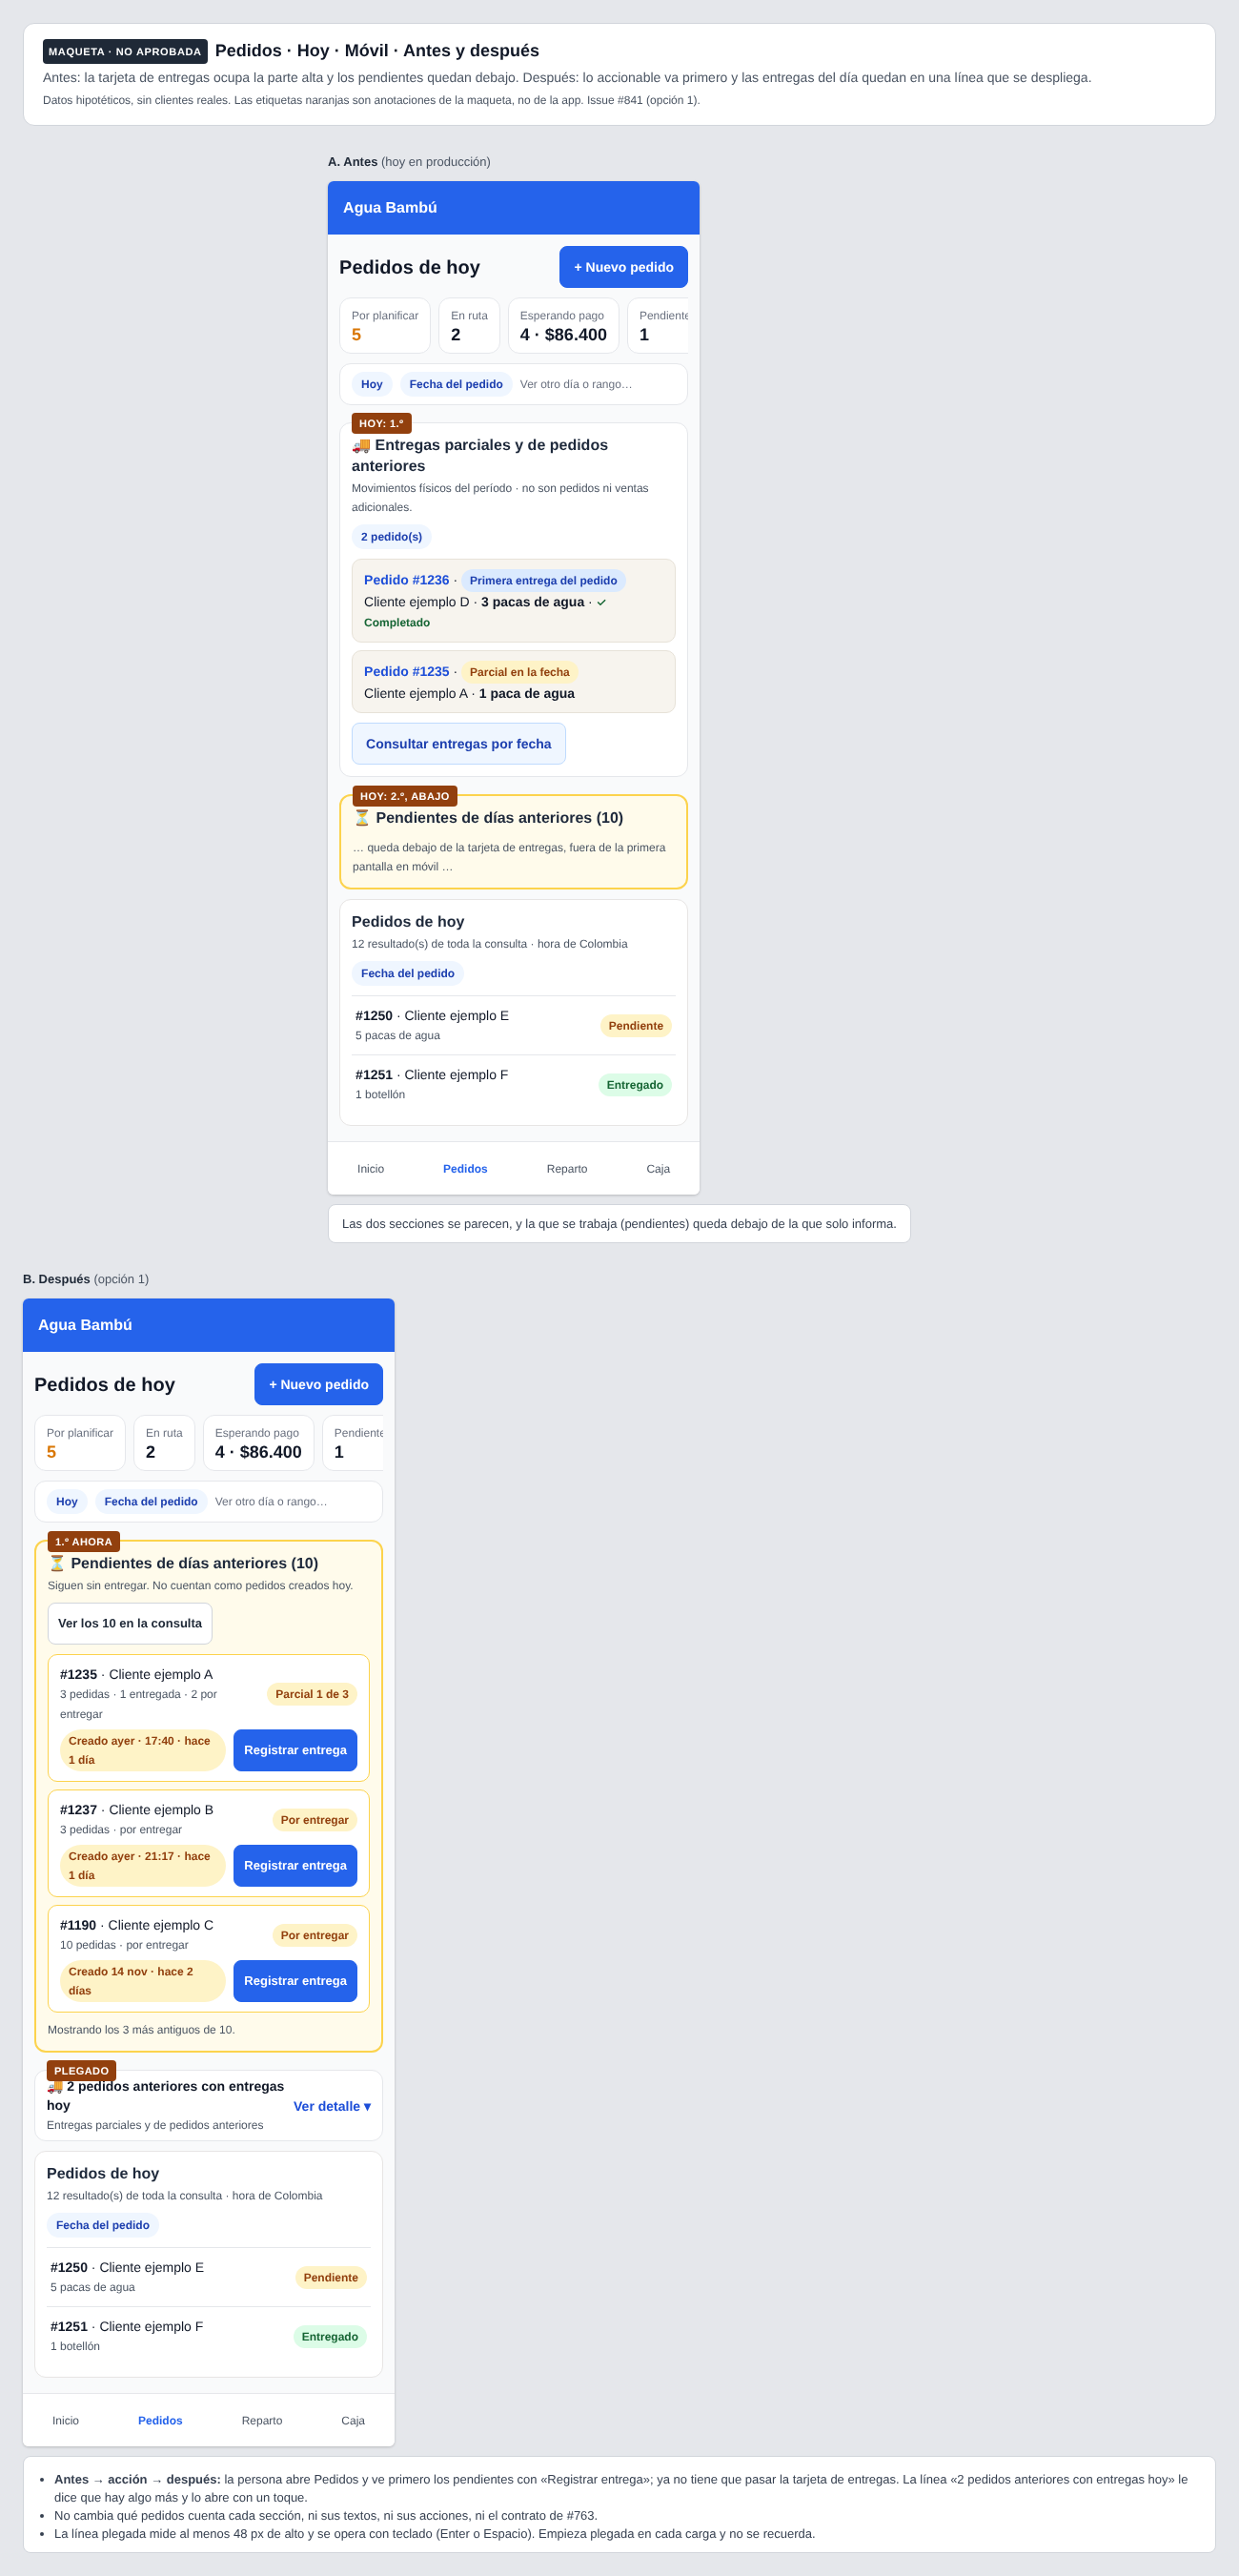 MAQUETA · NO APROBADA Pedidos · Hoy · Móvil · Antes y después
Antes: la tarjeta de entregas ocupa la parte alta y los pendientes quedan debajo. Después: lo accionable va primero y las entregas del día quedan en una línea que se despliega.
Datos hipotéticos, sin clientes reales. Las etiquetas naranjas son anotaciones de la maqueta, no de la app. Issue #841 (opción 1).
A. Antes (hoy en producción)
Agua Bambú
Pedidos de hoy
+ Nuevo pedido
Por planificar
5
En ruta
2
Esperando pago
4 · $86.400
Pendiente
1
Hoy Fecha del pedido Ver otro día o rango…
HOY: 1.º
🚚 Entregas parciales y de pedidos
anteriores
Movimientos físicos del período · no son pedidos ni ventas
adicionales.
2 pedido(s)
Pedido #1236 · Primera entrega del pedido
Cliente ejemplo D · 3 pacas de agua · ✓
Completado
Pedido #1235 · Parcial en la fecha
Cliente ejemplo A · 1 paca de agua
Consultar entregas por fecha
HOY: 2.º, ABAJO
⏳ Pendientes de días anteriores (10)
… queda debajo de la tarjeta de entregas, fuera de la primera
pantalla en móvil …
Pedidos de hoy
12 resultado(s) de toda la consulta · hora de Colombia
Fecha del pedido
#1250 · Cliente ejemplo E
5 pacas de agua
Pendiente
#1251 · Cliente ejemplo F
1 botellón
Entregado
Inicio Pedidos Reparto Caja
Las dos secciones se parecen, y la que se trabaja (pendientes) queda debajo de la que solo informa.
B. Después (opción 1)
Agua Bambú
Pedidos de hoy
+ Nuevo pedido
Por planificar
5
En ruta
2
Esperando pago
4 · $86.400
Pendiente
1
Hoy Fecha del pedido Ver otro día o rango…
1.º AHORA
⏳ Pendientes de días anteriores (10)
Siguen sin entregar. No cuentan como pedidos creados hoy.
Ver los 10 en la consulta
#1235 · Cliente ejemplo A
3 pedidas · 1 entregada · 2 por
entregar
Parcial 1 de 3
Creado ayer · 17:40 · hace
1 día
Registrar entrega
#1237 · Cliente ejemplo B
3 pedidas · por entregar
Por entregar
Creado ayer · 21:17 · hace
1 día
Registrar entrega
#1190 · Cliente ejemplo C
10 pedidas · por entregar
Por entregar
Creado 14 nov · hace 2
días
Registrar entrega
Mostrando los 3 más antiguos de 10.
PLEGADO
🚚 2 pedidos anteriores con entregas
hoy
Ver detalle ▾
Entregas parciales y de pedidos anteriores
Pedidos de hoy
12 resultado(s) de toda la consulta · hora de Colombia
Fecha del pedido
#1250 · Cliente ejemplo E
5 pacas de agua
Pendiente
#1251 · Cliente ejemplo F
1 botellón
Entregado
Inicio Pedidos Reparto Caja
• Antes → acción → después: la persona abre Pedidos y ve primero los pendientes con «Registrar entrega»; ya no tiene que pasar la tarjeta de entregas. La línea «2 pedidos anteriores con entregas hoy» le
dice que hay algo más y lo abre con un toque.
• No cambia qué pedidos cuenta cada sección, ni sus textos, ni sus acciones, ni el contrato de #763.
• La línea plegada mide al menos 48 px de alto y se opera con teclado (Enter o Espacio). Empieza plegada en cada carga y no se recuerda.